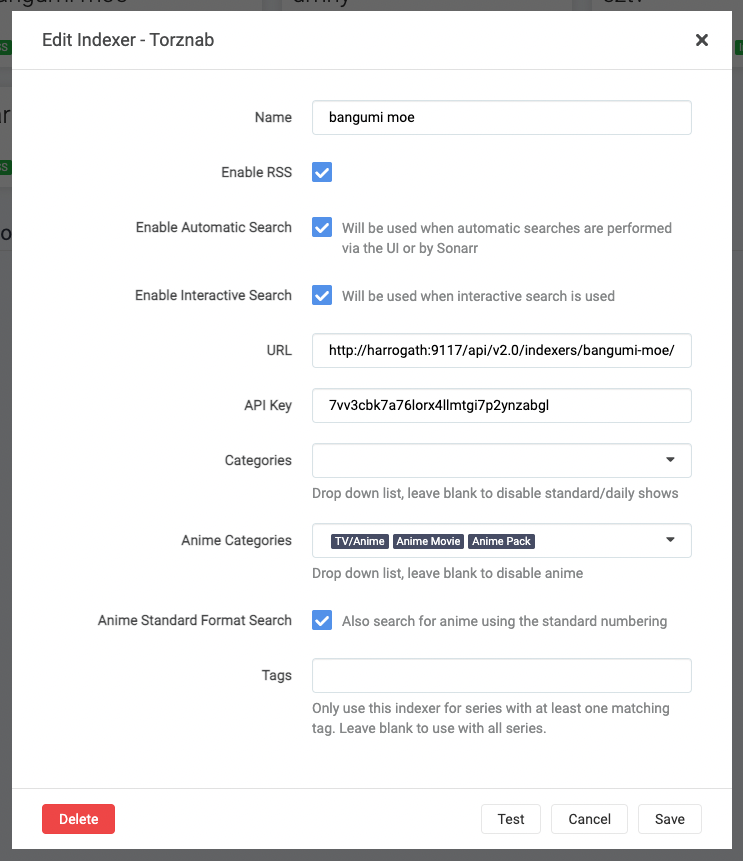 Edit Indexer - Torznab
Name
bangumi moe
Enable RSS
Enable Automatic Search
Will be used when automatic searches are performed
via the UI or by Sonarr
Enable Interactive Search
Will be used when interactive search is used
URL
http://harrogath:9117/api/v2.0/indexers/bangumi-moe/
API Key
7vv3cbk7a76lorx4llmtgi7p2ynzabgl
Categories
Drop down list, leave blank to disable standard/daily shows
Anime Categories
TV/Anime Anime Movie Anime Pack
Drop down list, leave blank to disable anime
Anime Standard Format Search
Also search for anime using the standard numbering
Tags
Only use this indexer for series with at least one matching
tag. Leave blank to use with all series.
Delete
Test
Cancel
Save